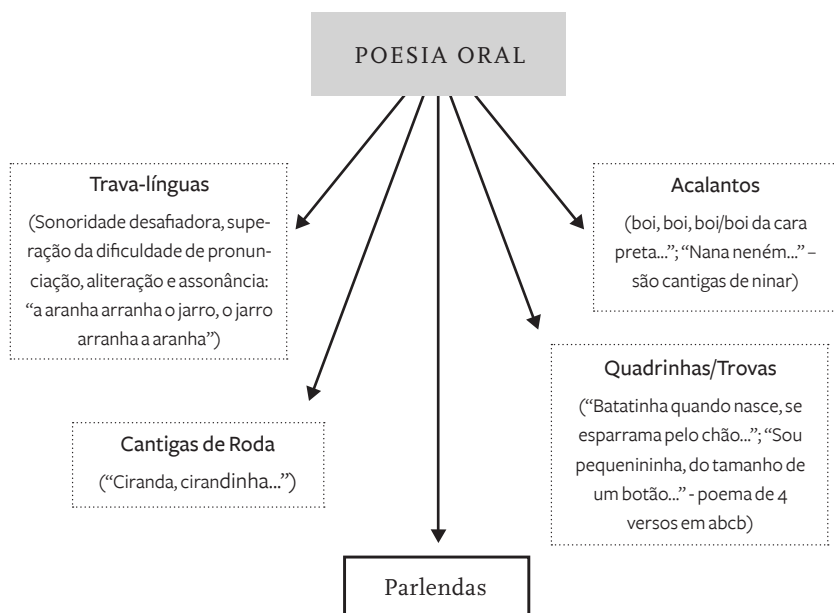 POESIA ORAL
Trava-línguas
(Sonoridade desafiadora, supe-
ração da dificuldade de pronun-
ciação, aliteração e assonância:
“a aranha arranha o jarro, o jarro
arranha a aranha”)
Acalantos
(boi, boi, boi/boi da cara
preta...”; “Nana neném...” –
são cantigas de ninar)
Cantigas de Roda
(“Ciranda, cirandinha...”)
Quadrinhas/Trovas
(“Batatinha quando nasce, se
esparrama pelo chão...”; “Sou
pequenininha, do tamanho de
um botão...” - poema de 4
versos em abcb)
Parlendas